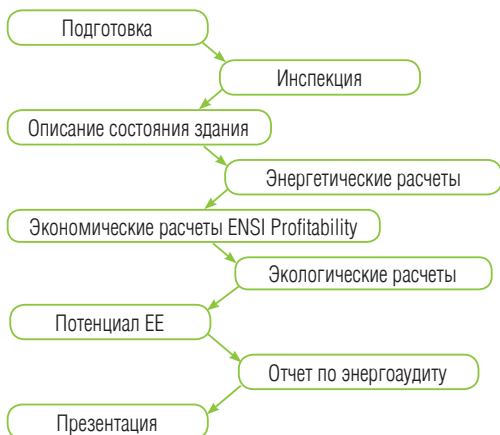 Подготовка
Инспекция
Описание состояния здания
Энергетические расчеты
Экономические расчеты ENSI Profitability
Экологические расчеты
Потенциал ЕЕ
Отчет по энергоаудиту
Презентация